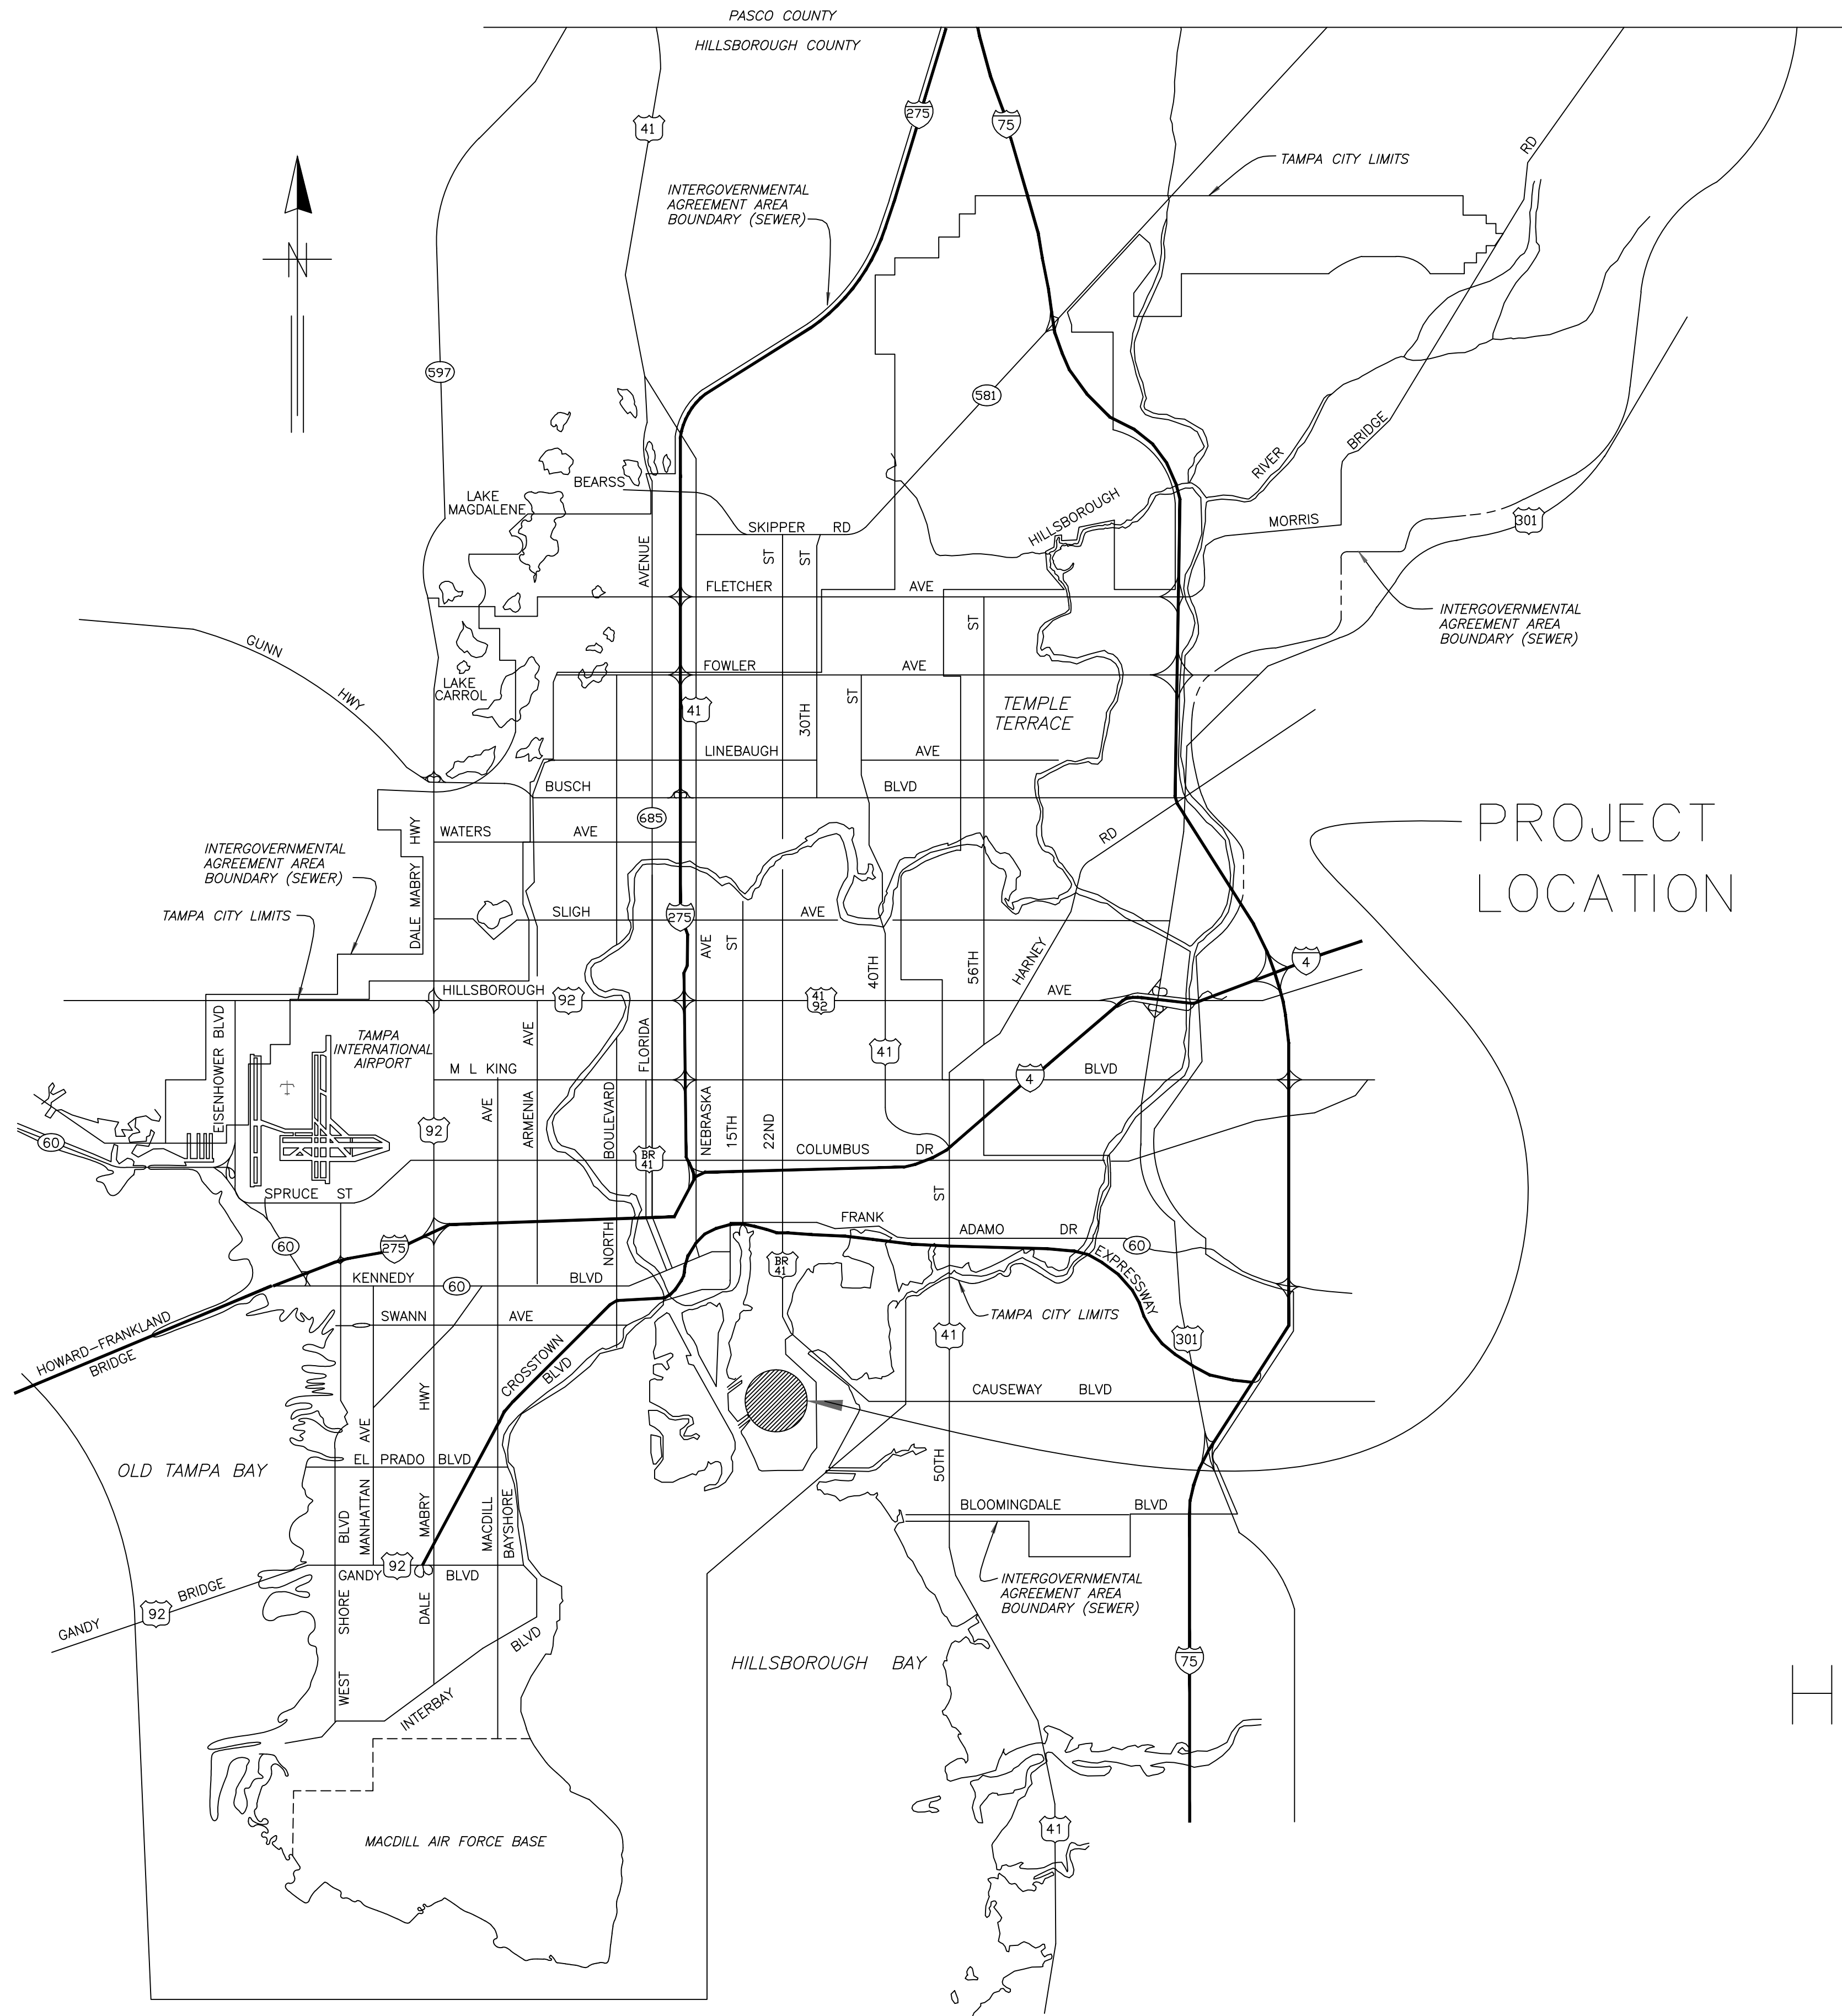 PASCO COUNTY
HILLSBOROUGH COUNTY
275
75
41
TAMPA CITY LIMITS
RD
INTERGOVERNMENTAL
AGREEMENT AREA
BOUNDARY (SEWER)
N
597
581
BRIDGE
RIVER
BEARSS
LAKE
MAGDALENE
HILLSBOROUGH
MORRIS
301
SKIPPER RD
AVENUE
ST
ST
FLETCHER AVE
INTERGOVERNMENTAL
AGREEMENT AREA
BOUNDARY (SEWER)
ST
GUNN
HWY
FOWLER AVE
LAKE
CARROL
41
30TH
ST
TEMPLE
TERRACE
LINEBAUGH AVE
BUSCH BLVD
685
PROJECT
LOCATION
WATERS AVE
HWY
RD
INTERGOVERNMENTAL
AGREEMENT AREA
BOUNDARY (SEWER)
DALE MABRY
TAMPA CITY LIMITS
SLIGH AVE
275
AVE
ST
40TH
56TH
HARNEY
4
HILLSBOROUGH
92
41
92
AVE
EISENHOWER BLVD
TAMPA
INTERNATIONAL
AIRPORT
AVE
FLORIDA
41
M L KING BLVD
4
AVE
ARMENIA
BOULEVARD
NEBRASKA
15TH
22ND
60
92
BR
41
COLUMBUS DR
SPRUCE ST
ST
FRANK
ADAMO DR
60
NORTH
60
275
BR
41
EXPRESSWAY
KENNEDY
60
BLVD
TAMPA CITY LIMITS
SWANN AVE
41
301
HOWARD-FRANKLAND
BRIDGE
CROSSTOWN
BLVD
CAUSEWAY BLVD
HWY
AVE
OLD TAMPA BAY
EL PRADO BLVD
50TH
BLVD
MANHATTAN
MABRY
MACDILL
BAYSHORE
BLOOMINGDALE BLVD
92
GANDY BLVD
INTERGOVERNMENTAL
AGREEMENT AREA
BOUNDARY (SEWER)
GANDY
92
BRIDGE
SHORE
DALE
BLVD
HILLSBOROUGH BAY
75
WEST
INTERBAY
H
41
MACDILL AIR FORCE BASE